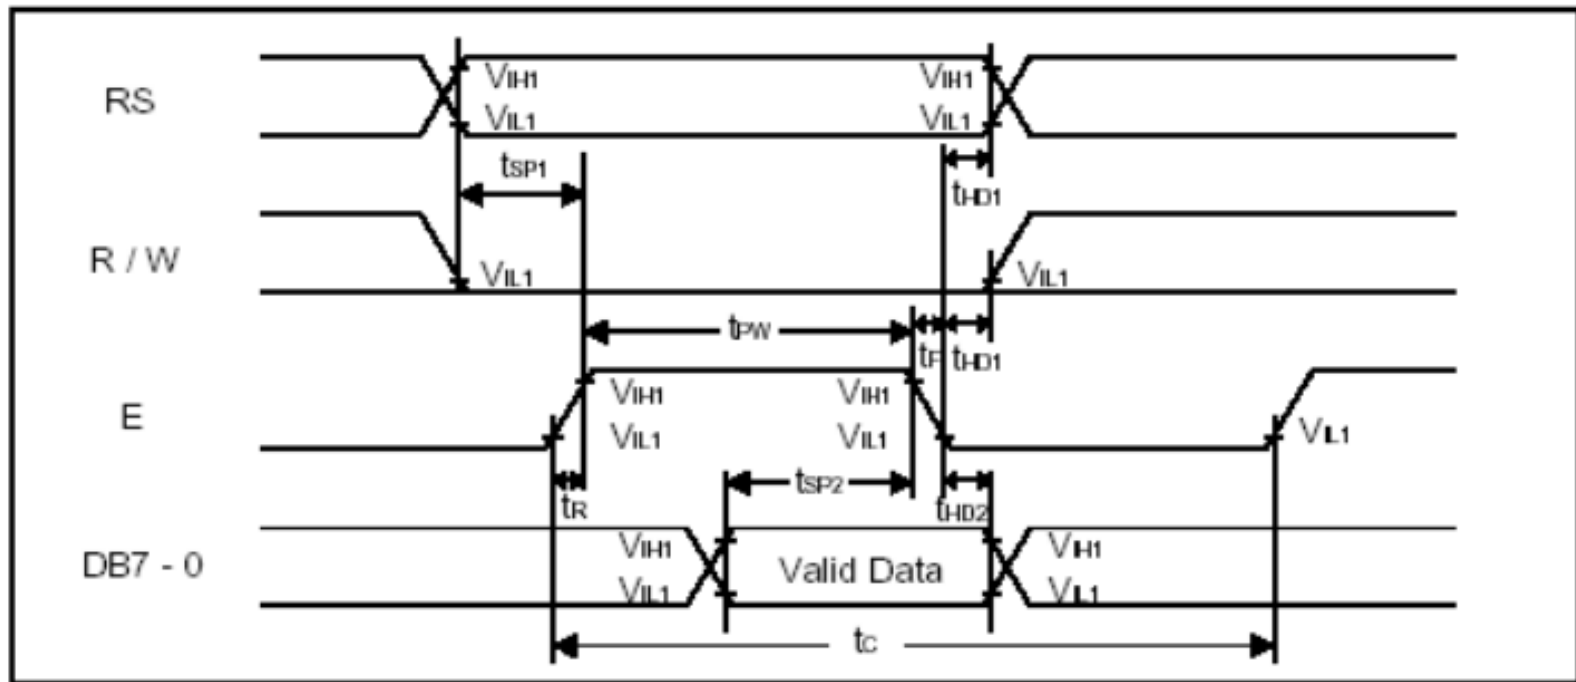 RS
VIH1 VIH1
VIL1 VIL1
tSP1
tHD1
R / W
VIL1 VIL1
tPW
tF tHD1
E
VIH1 VIH1
VIL1 VIL1 VIL1
tSP2
tR
tHD2
DB7 - 0
VIH1 VIH1
Valid Data
VIL1 VIL1
tC